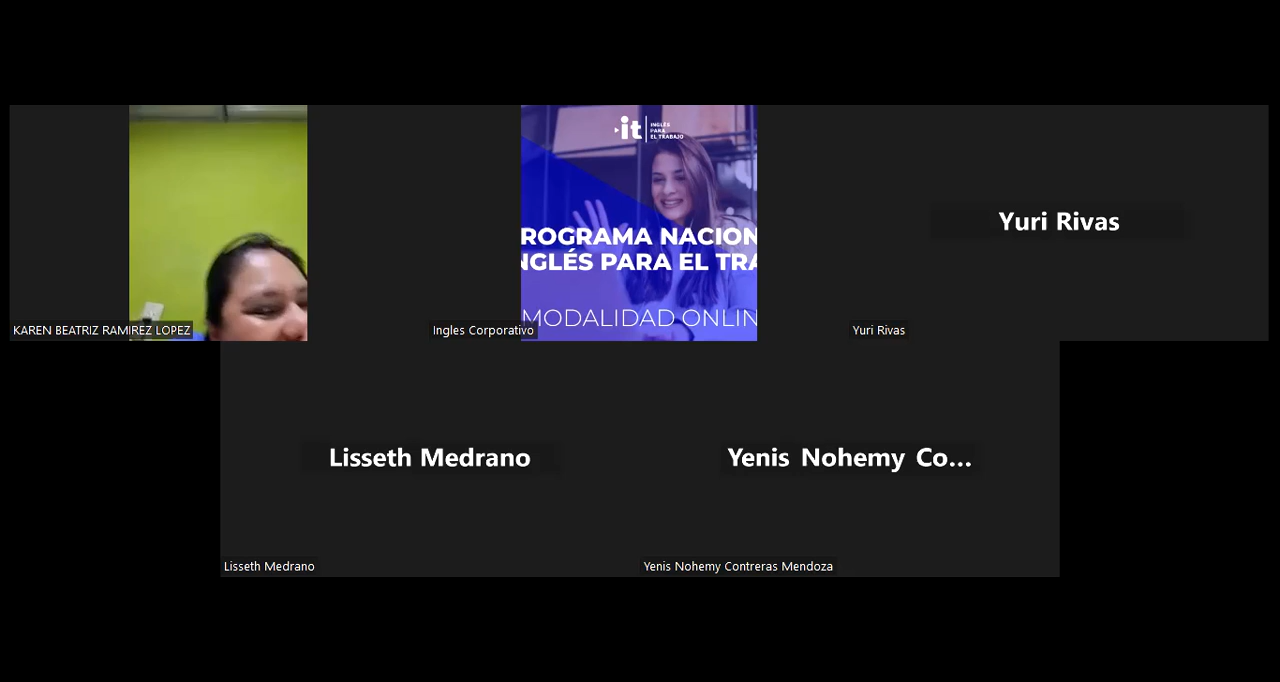 it INGLÉS
PARA
EL TRABAJO
ROGRAMA NACION
NGLÉS PARA EL TRA
MODALIDAD ONLIN
Yuri Rivas
KAREN BEATRIZ RAMIREZ LOPEZ
Ingles Corporativo
Yuri Rivas
Lisseth Medrano
Yenis Nohemy Co...
Lisseth Medrano
Yenis Nohemy Contreras Mendoza